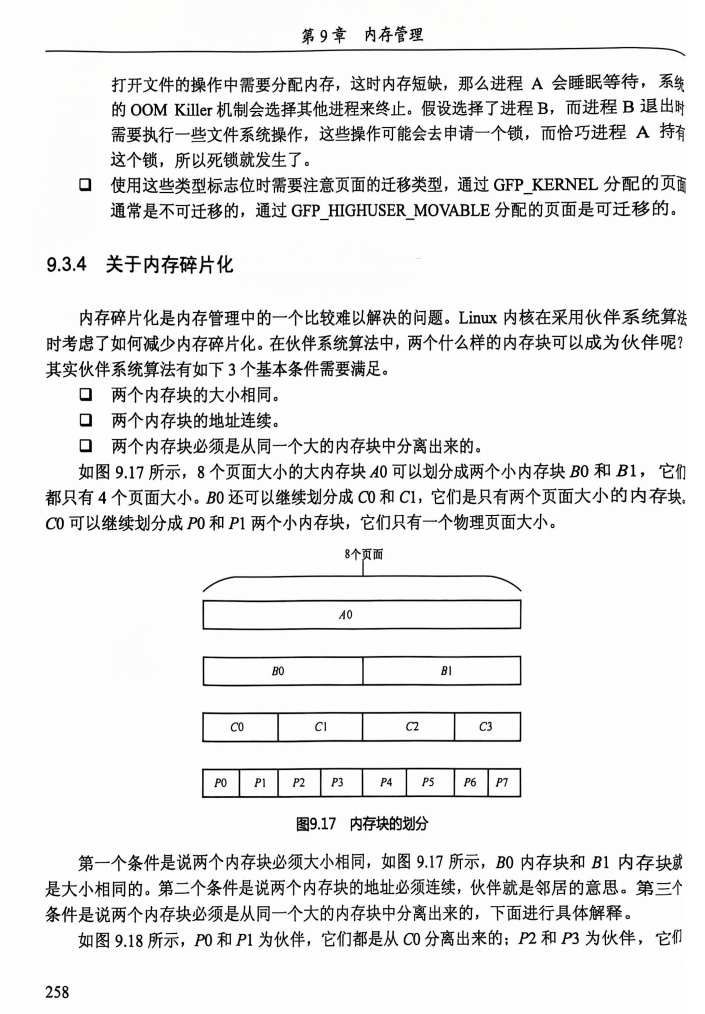 第9章 内存管理
打开文件的操作中需要分配内存，这时内存短缺，那么进程 A 会睡眠等待，系统
的 OOM Killer 机制会选择其他进程来终止。假设选择了进程 B，而进程 B 退出时
需要执行一些文件系统操作，这些操作可能会去申请一个锁，而恰巧进程 A 持有
这个锁，所以死锁就发生了。
❑ 使用这些类型标志位时需要注意页面的迁移类型，通过 GFP_KERNEL 分配的页面
通常是不可迁移的，通过 GFP_HIGHUSER_MOVABLE 分配的页面是可迁移的。
9.3.4 关于内存碎片化
内存碎片化是内存管理中的一个比较难以解决的问题。Linux 内核在采用伙伴系统算法
时考虑了如何减少内存碎片化。在伙伴系统算法中，两个什么样的内存块可以成为伙伴呢？
其实伙伴系统算法有如下 3 个基本条件需要满足。
❑ 两个内存块的大小相同。
❑ 两个内存块的地址连续。
❑ 两个内存块必须是从同一个大的内存块中分离出来的。
如图 9.17 所示，8 个页面大小的大内存块 A0 可以划分成两个小内存块 B0 和 B1，它们
都只有 4 个页面大小。B0 还可以继续划分成 C0 和 C1，它们是只有两个页面大小的内存块。
C0 可以继续划分成 P0 和 P1 两个小内存块，它们只有一个物理页面大小。
8个页面
A0
B0 B1
C0 C1 C2 C3
P0 P1 P2 P3 P4 P5 P6 P7
图9.17 内存块的划分
第一个条件是说两个内存块必须大小相同，如图 9.17 所示，B0 内存块和 B1 内存块就
是大小相同的。第二个条件是说两个内存块的地址必须连续，伙伴就是邻居的意思。第三个
条件是说两个内存块必须是从同一个大的内存块中分离出来的，下面进行具体解释。
如图 9.18 所示，P0 和 P1 为伙伴，它们都是从 C0 分离出来的；P2 和 P3 为伙伴，它们
258